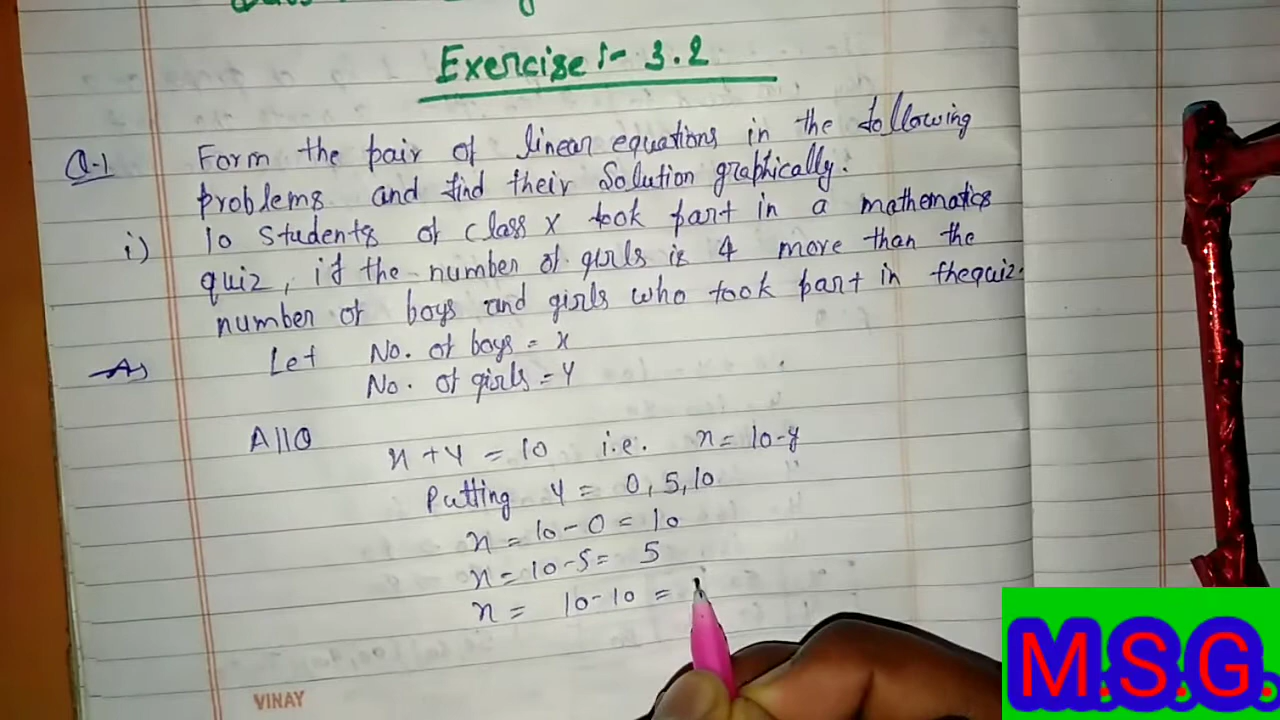 Exercise :- 3.2
Q-1 Form the pair of linear equations in the following
problems and find their Solution graphically.
i) 10 students of class X took part in a mathematics
quiz, if the number of girls is 4 more than the
number of boys and girls who took part in the quiz.
Let No. of boys = x
No. of girls = y
A11Q x + y = 10 i.e. x = 10-y
Putting y = 0, 5, 10
x = 10 - 0 = 10
x = 10 - 5 = 5
x = 10 - 10 =
VINAY
M.S.G.